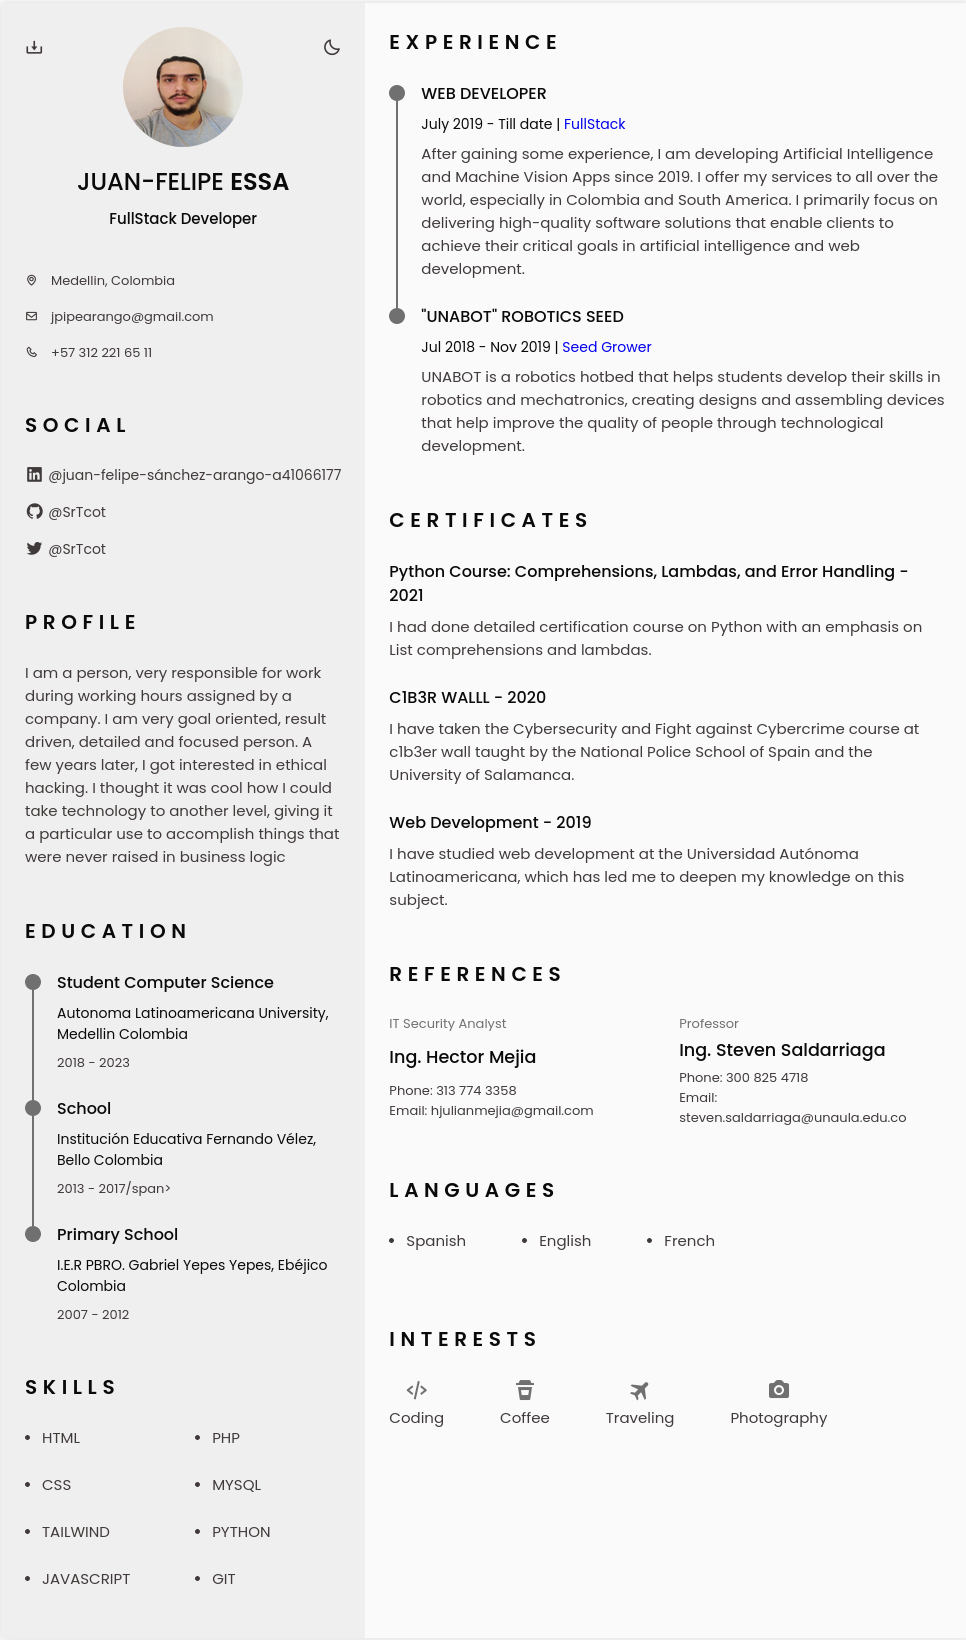 JUAN-FELIPE ESSA
FullStack Developer
Medellin, Colombia
jpipearango@gmail.com
+57 312 221 65 11
SOCIAL
@juan-felipe-sánchez-arango-a41066177
@SrTcot
@SrTcot
PROFILE
I am a person, very responsible for work
during working hours assigned by a
company. I am very goal oriented, result
driven, detailed and focused person. A
few years later, I got interested in ethical
hacking. I thought it was cool how I could
take technology to another level, giving it
a particular use to accomplish things that
were never raised in business logic
EDUCATION
Student Computer Science
Autonoma Latinoamericana University,
Medellin Colombia
2018 - 2023
School
Institución Educativa Fernando Vélez,
Bello Colombia
2013 - 2017/span>
Primary School
I.E.R PBRO. Gabriel Yepes Yepes, Ebéjico
Colombia
2007 - 2012
SKILLS
• HTML • PHP
• CSS • MYSQL
• TAILWIND • PYTHON
• JAVASCRIPT • GIT
EXPERIENCE
WEB DEVELOPER
July 2019 - Till date | FullStack
After gaining some experience, I am developing Artificial Intelligence
and Machine Vision Apps since 2019. I offer my services to all over the
world, especially in Colombia and South America. I primarily focus on
delivering high-quality software solutions that enable clients to
achieve their critical goals in artificial intelligence and web
development.
"UNABOT" ROBOTICS SEED
Jul 2018 - Nov 2019 | Seed Grower
UNABOT is a robotics hotbed that helps students develop their skills in
robotics and mechatronics, creating designs and assembling devices
that help improve the quality of people through technological
development.
CERTIFICATES
Python Course: Comprehensions, Lambdas, and Error Handling -
2021
I had done detailed certification course on Python with an emphasis on
List comprehensions and lambdas.
C1B3R WALLL - 2020
I have taken the Cybersecurity and Fight against Cybercrime course at
c1b3er wall taught by the National Police School of Spain and the
University of Salamanca.
Web Development - 2019
I have studied web development at the Universidad Autónoma
Latinoamericana, which has led me to deepen my knowledge on this
subject.
REFERENCES
IT Security Analyst
Ing. Hector Mejia
Phone: 313 774 3358
Email: hjulianmejia@gmail.com
Professor
Ing. Steven Saldarriaga
Phone: 300 825 4718
Email:
steven.saldarriaga@unaula.edu.co
LANGUAGES
• Spanish • English • French
INTERESTS
Coding Coffee Traveling Photography